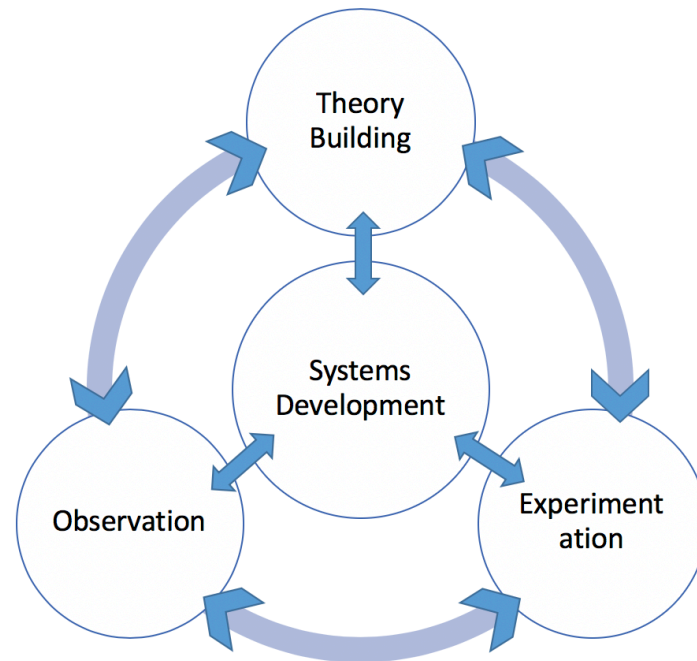 Theory
Building
Systems
Development
Observation
Experiment
ation